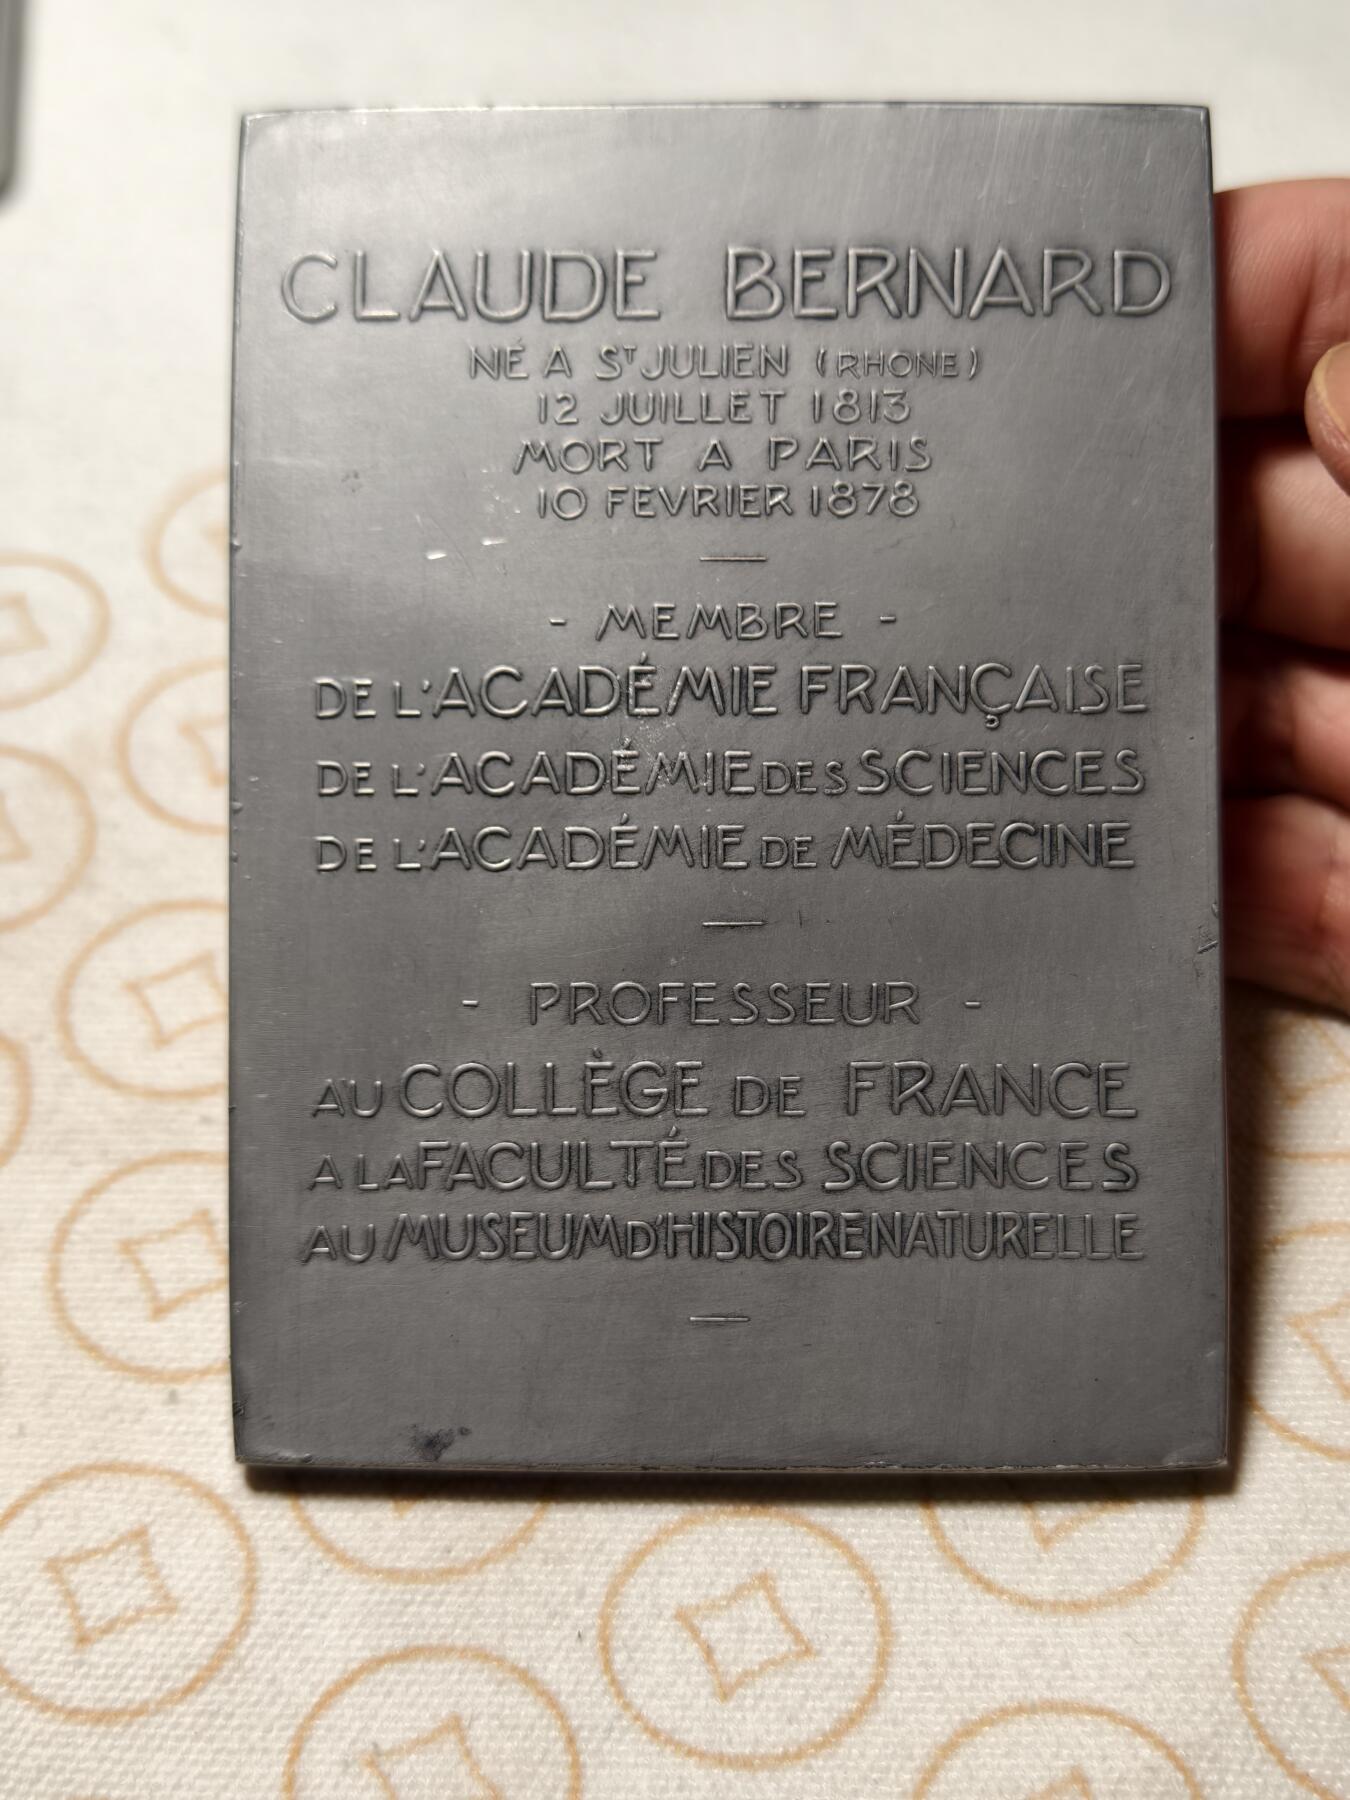 CLAUDE BERNARD
NÉ A ST JULIEN (RHONE)
12 JUILLET 1813
MORT A PARIS
10 FEVRIER 1878
- MEMBRE -
DE L'ACADÉMIE FRANÇAISE
DE L'ACADÉMIE DES SCIENCES
DE L'ACADÉMIE DE MÉDECINE
- PROFESSEUR -
AU COLLÈGE DE FRANCE
A LA FACULTÉ DES SCIENCES
AU MUSEUM D'HISTOIRE NATURELLE